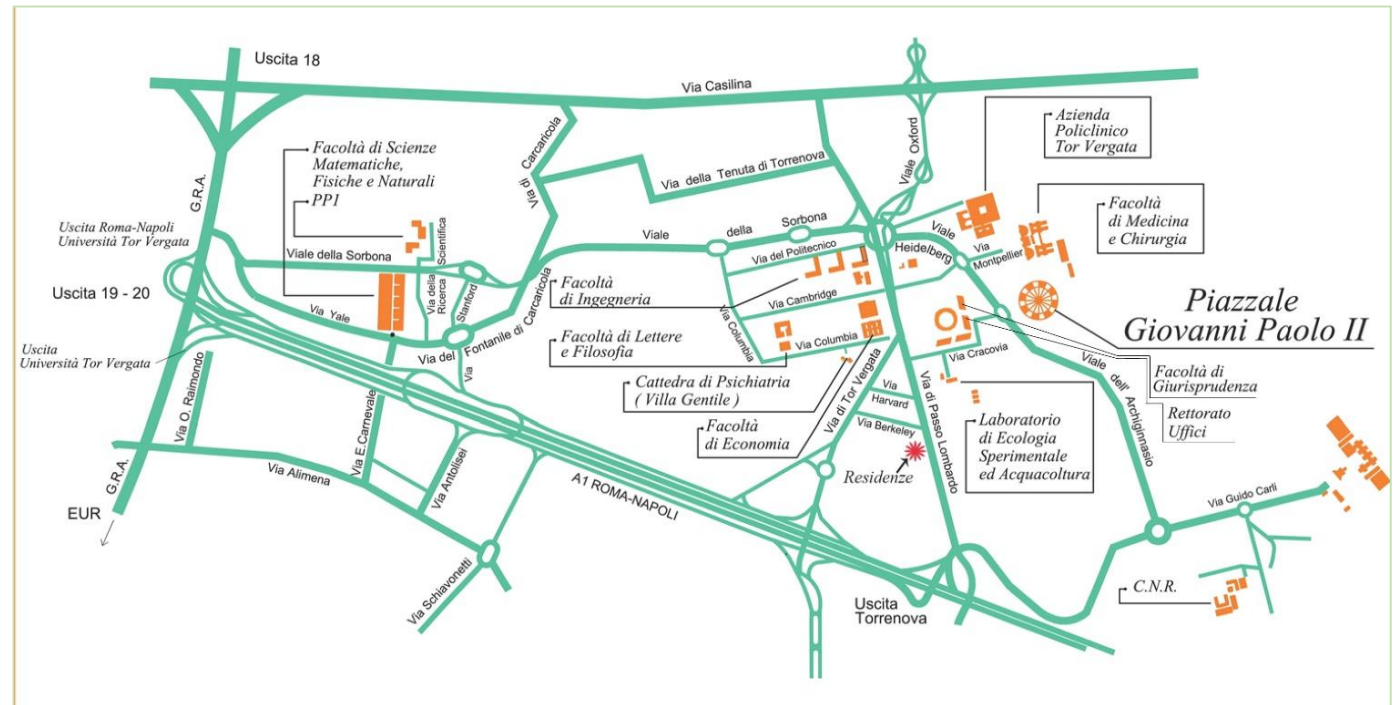 Uscita 18
Via Casilina
G.R.A.
Facoltà di Scienze
Matematiche,
Fisiche e Naturali
PP1
Via di Carcaricola
Via della Tenuta di Torrenova
Viale Oxford
Azienda
Policlinico
Tor Vergata
Facoltà
di Medicina
e Chirurgia
Uscita Roma-Napoli
Università Tor Vergata
Viale della Sorbona
Via della
Ricerca
Scientifica
Stanford
Viale della Sorbona
Viale Heidelberg
Via Montpellier
Via del Politecnico
Uscita 19 - 20
Facoltà
di Ingegneria
Via Cambridge
Piazzale
Giovanni Paolo II
Via Yale
Via del Fontanile di Carcaricola
Via Columbia
Facoltà di Lettere
e Filosofia
Via Columbia
Via Cracovia
Uscita
Università Tor Vergata
Via
Cattedra di Psichiatria
( Villa Gentile )
Via di Tor Vergata
Via
Harvard
Via di Passo Lombardo
Viale dell' Archiginnasio
Facoltà di
Giurisprudenza
Rettorato
Uffici
Via O. Raimondo
Via E.Carnevale
Facoltà
di Economia
Via Berkeley
Laboratorio
di Ecologia
Sperimentale
ed Acquacoltura
Via Alimena
Via Antolisei
A1 ROMA-NAPOLI
Residenze
G.R.A.
EUR
Via Guido Carli
Via Schiavonetti
Uscita
Torrenova
C.N.R.